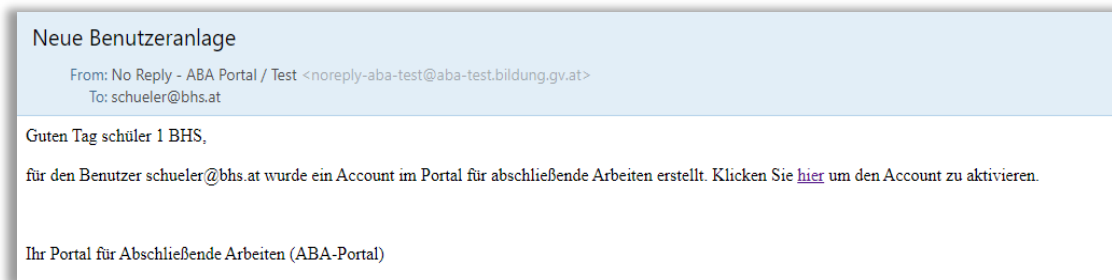 Neue Benutzeranlage
From: No Reply - ABA Portal / Test <noreply-aba-test@aba-test.bildung.gv.at>
To: schueler@bhs.at
Guten Tag schüler 1 BHS,
für den Benutzer schueler@bhs.at wurde ein Account im Portal für abschließende Arbeiten erstellt. Klicken Sie hier um den Account zu aktivieren.
Ihr Portal für Abschließende Arbeiten (ABA-Portal)